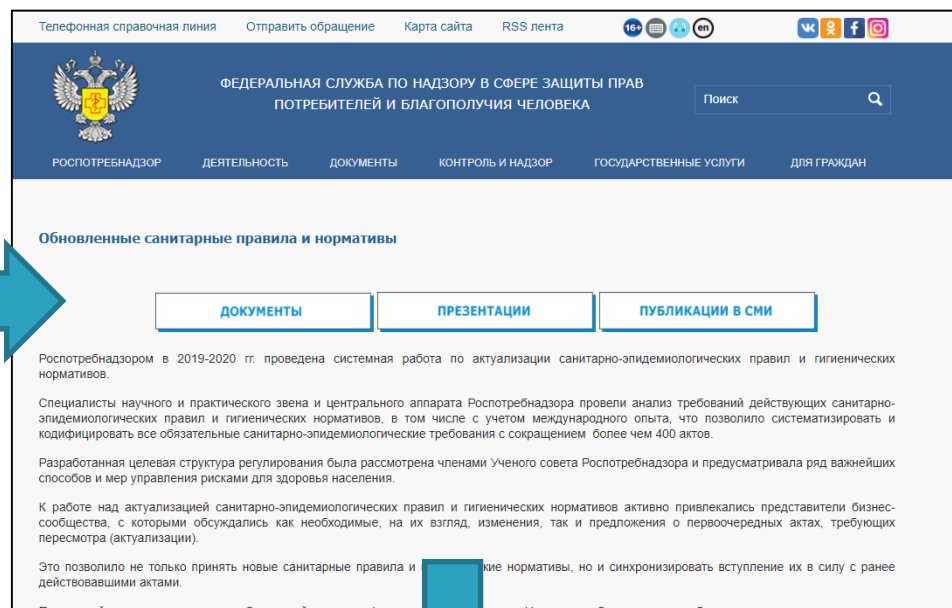 Телефонная справочная линия Отправить обращение Карта сайта RSS лента 16+ en
ФЕДЕРАЛЬНАЯ СЛУЖБА ПО НАДЗОРУ В СФЕРЕ ЗАЩИТЫ ПРАВ
ПОТРЕБИТЕЛЕЙ И БЛАГОПОЛУЧИЯ ЧЕЛОВЕКА
Поиск
РОСПОТРЕБНАДЗОР ДЕЯТЕЛЬНОСТЬ ДОКУМЕНТЫ КОНТРОЛЬ И НАДЗОР ГОСУДАРСТВЕННЫЕ УСЛУГИ ДЛЯ ГРАЖДАН
Обновленные санитарные правила и нормативы
ДОКУМЕНТЫ ПРЕЗЕНТАЦИИ ПУБЛИКАЦИИ В СМИ
Роспотребнадзором в 2019-2020 гг. проведена системная работа по актуализации санитарно-эпидемиологических правил и гигиенических
нормативов.
Специалисты научного и практического звена и центрального аппарата Роспотребнадзора провели анализ требований действующих санитарно-
эпидемиологических правил и гигиенических нормативов, в том числе с учетом международного опыта, что позволило систематизировать и
кодифицировать все обязательные санитарно-эпидемиологические требования с сокращением более чем 400 актов.
Разработанная целевая структура регулирования была рассмотрена членами Ученого совета Роспотребнадзора и предусматривала ряд важнейших
способов и мер управления рисками для здоровья населения.
К работе над актуализацией санитарно-эпидемиологических правил и гигиенических нормативов активно привлекались представители бизнес-
сообщества, с которыми обсуждались как необходимые, на их взгляд, изменения, так и предложения о первоочередных актах, требующих
пересмотра (актуализации).
Это позволило не только принять новые санитарные правила и кие нормативы, но и синхронизировать вступление их в силу с ранее
действовавшими актами.